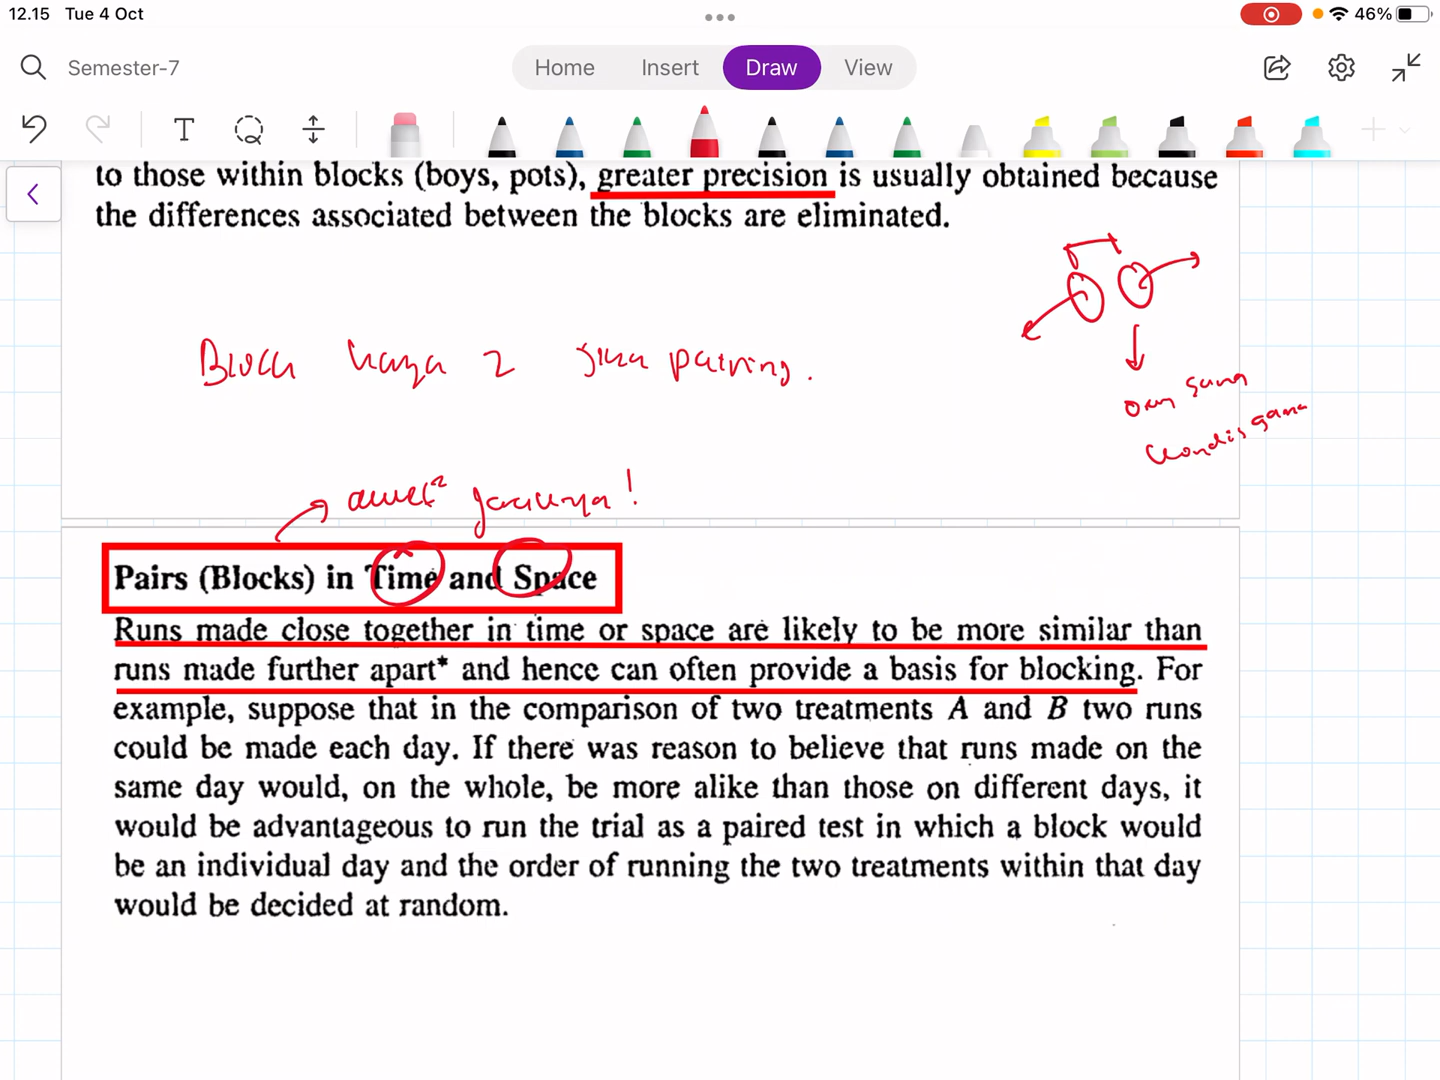 12.15 Tue 4 Oct
46%
Semester-7
Home Insert Draw View
T
to those within blocks (boys, pots), greater precision is usually obtained because
the differences associated between the blocks are eliminated.
2 pairing.
sama
!
Pairs (Blocks) in Time and Space
Runs made close together in time or space are likely to be more similar than
runs made further apart* and hence can often provide a basis for blocking. For
example, suppose that in the comparison of two treatments A and B two runs
could be made each day. If there was reason to believe that runs made on the
same day would, on the whole, be more alike than those on different days, it
would be advantageous to run the trial as a paired test in which a block would
be an individual day and the order of running the two treatments within that day
would be decided at random.